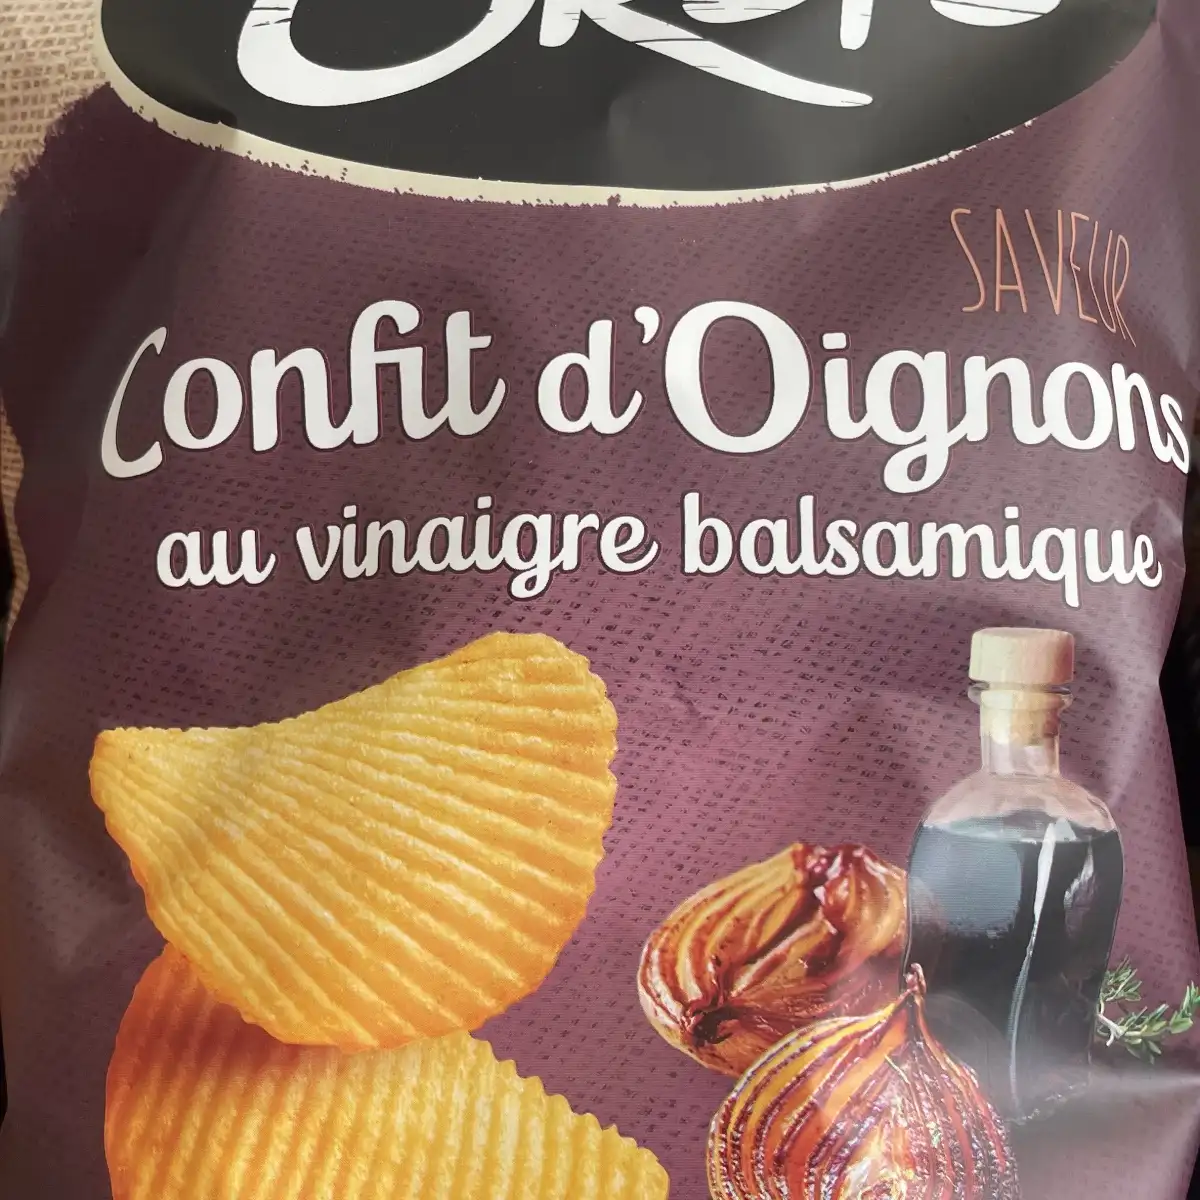 SAVEUR
Confit d'Oignons
au vinaigre balsamique